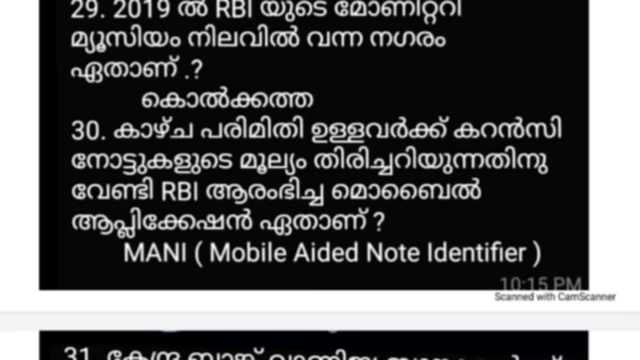 29. 2019 ൽ RBI യുടെ മോണിറ്ററി
മ്യൂസിയം നിലവിൽ വന്ന നഗരം
ഏതാണ് .?
കൊൽക്കത്ത
30. കാഴ്ച പരിമിതി ഉള്ളവർക്ക് കറൻസി
നോട്ടുകളുടെ മൂല്യം തിരിച്ചറിയുന്നതിനു
വേണ്ടി RBI ആരംഭിച്ച മൊബൈൽ
ആപ്ലിക്കേഷൻ ഏതാണ് ?
MANI ( Mobile Aided Note Identifier )
10:15 PM
Scanned with CamScanner
31. കേന്ദ്ര ബാങ്ക്